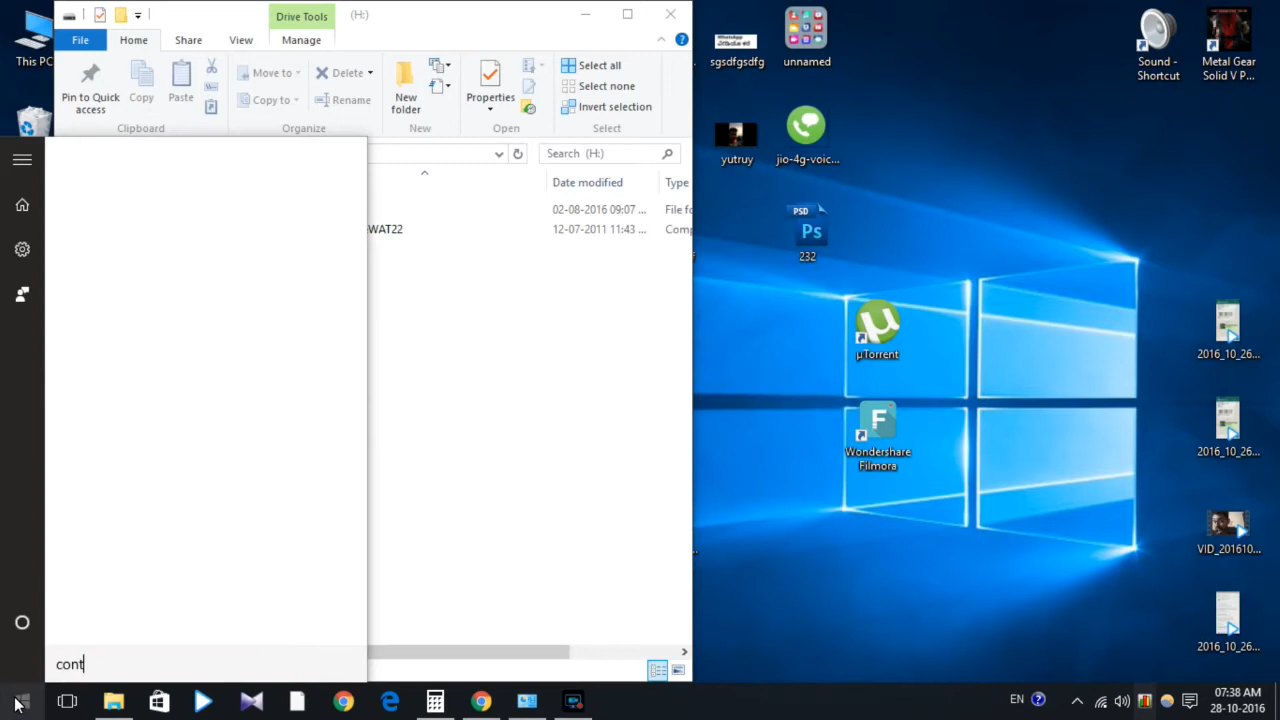 Drive Tools
(H:)
File
Home
Share
View
Manage
Pin to Quick
access
Copy
Paste
Clipboard
Move to
Copy to
Delete
Rename
Organize
New
folder
New
Properties
Open
Select all
Select none
Invert selection
Select
Search (H:)
Date modified
Type
02-08-2016 09:07 ...
File fo
WAT22
12-07-2011 11:43 ...
Comp
cont
This PC
sgsdfgsdfg
unnamed
yutruy
jio-4g-voic...
PSD
Ps
232
µTorrent
F
Wondershare
Filmora
Sound -
Shortcut
Metal Gear
Solid V P...
2016_10_26...
2016_10_26...
VID_201610...
2016_10_26...
EN
07:38 AM
28-10-2016